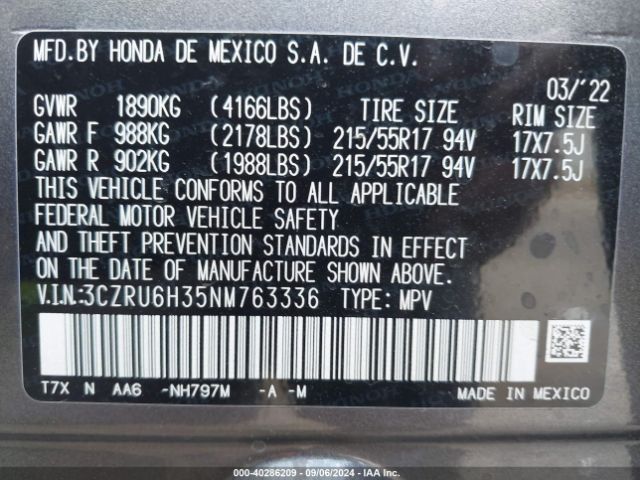 MFD.BY HONDA DE MEXICO S.A. DE C.V.
03/'22
GVWR 1890KG (4166LBS) TIRE SIZE RIM SIZE
GAWR F 988KG (2178LBS) 215/55R17 94V 17X7.5J
GAWR R 902KG (1988LBS) 215/55R17 94V 17X7.5J
THIS VEHICLE CONFORMS TO ALL APPLICABLE
FEDERAL MOTOR VEHICLE SAFETY
AND THEFT PREVENTION STANDARDS IN EFFECT
ON THE DATE OF MANUFACTURE SHOWN ABOVE.
V.I.N.:3CZRU6H35NM763336 TYPE: MPV
T7X N AA6 -NH797M -A -M MADE IN MEXICO
000-40286209 - 09/06/2024 - IAAI.COM